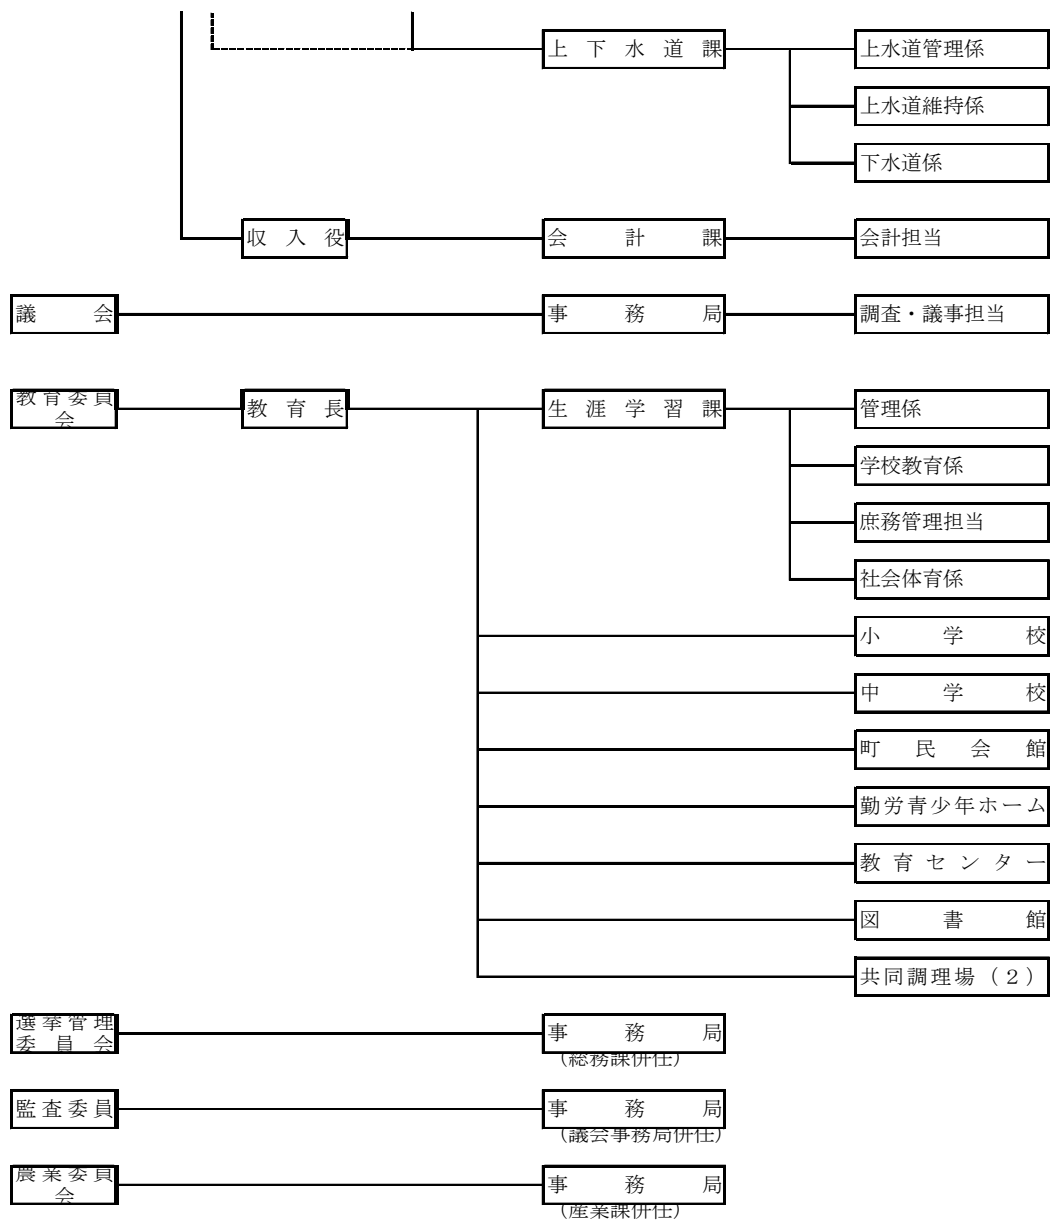 上下水道課
上水道管理係
上水道維持係
下水道係
収入役
会計課
会計担当
議会
事務局
調査・議事担当
教育委員
会
教育長
生涯学習課
管理係
学校教育係
庶務管理担当
社会体育係
小学校
中学校
町民会館
勤労青少年ホーム
教育センター
図書館
共同調理場（２）
選挙管理
委員会
事務局
（総務課併任）
監査委員
事務局
（議会事務局併任）
農業委員
会
事務局
（産業課併任）